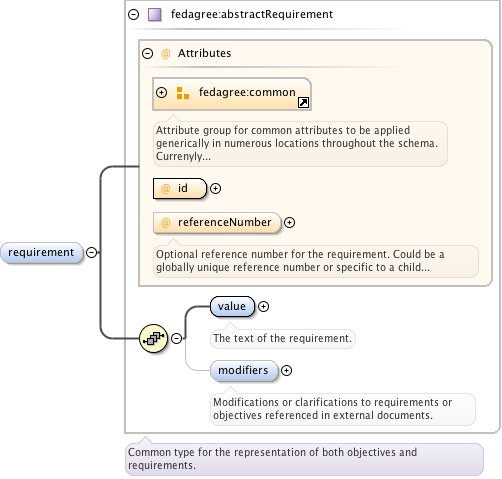 fedagree:abstractRequirement
@ Attributes
fedagree:common
Attribute group for common attributes to be applied
generically in numerous locations throughout the schema.
Currenyly...
@ id
@ referenceNumber
Optional reference number for the requirement. Could be a
globally unique reference number or specific to a child...
requirement
value
The text of the requirement.
modifiers
Modifications or clarifications to requirements or
objectives referenced in external documents.
Common type for the representation of both objectives and
requirements.